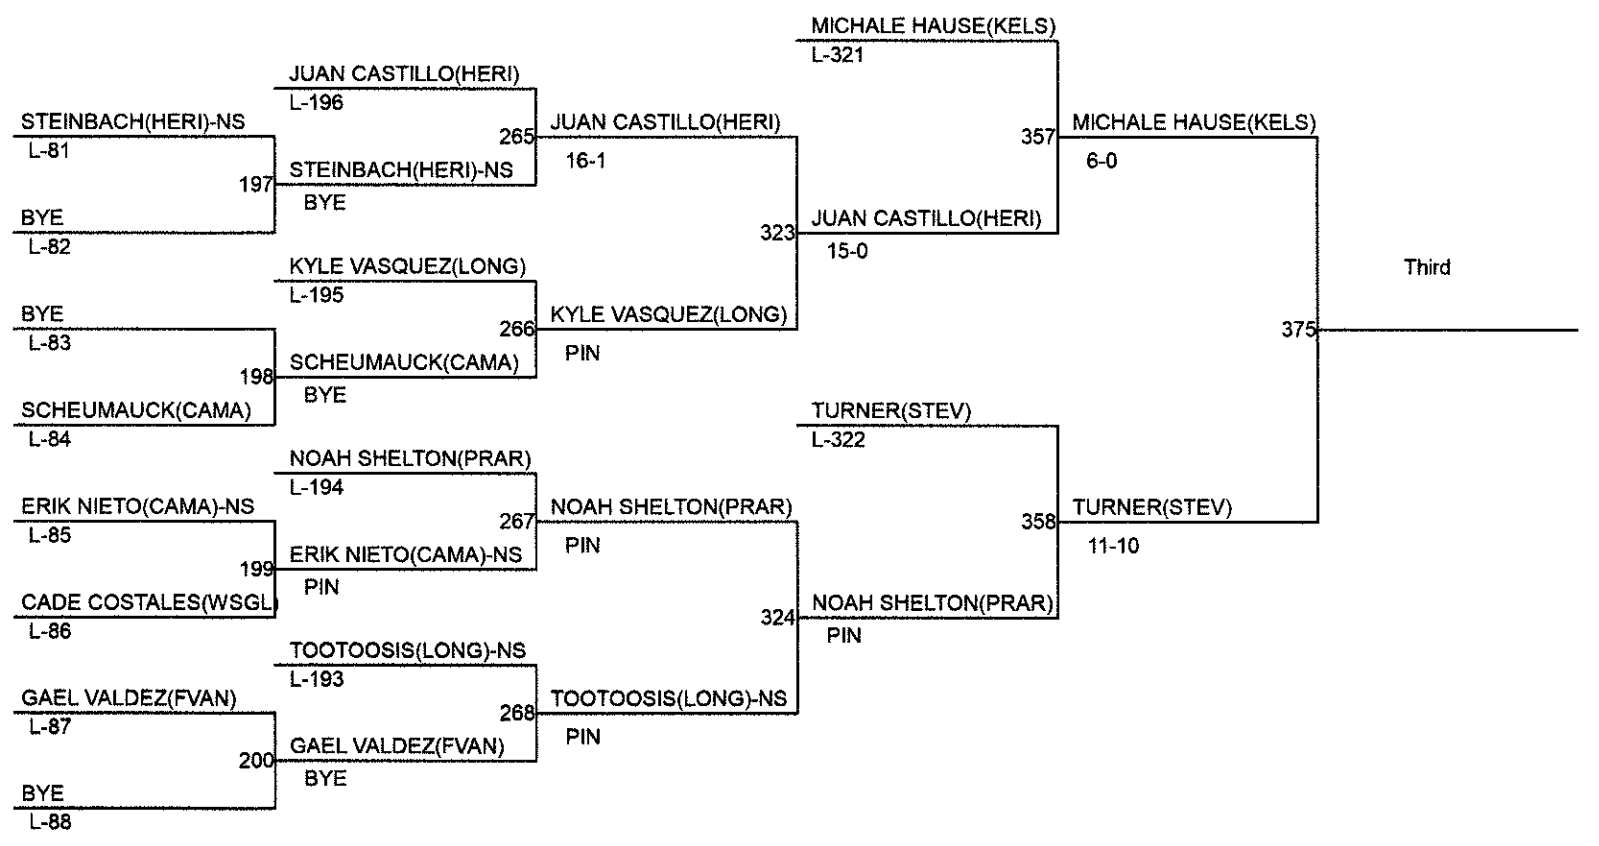 MICHALE HAUSE(KELS)
L-321
JUAN CASTILLO(HERI)
L-196
STEINBACH(HERI)-NS
L-81
265
JUAN CASTILLO(HERI)
16-1
357
MICHALE HAUSE(KELS)
6-0
197
STEINBACH(HERI)-NS
BYE
BYE
L-82
323
JUAN CASTILLO(HERI)
15-0
KYLE VASQUEZ(LONG)
L-195
Third
BYE
L-83
266
KYLE VASQUEZ(LONG)
PIN
375
198
SCHEUMAUCK(CAMA)
BYE
SCHEUMAUCK(CAMA)
L-84
TURNER(STEV)
L-322
NOAH SHELTON(PRAR)
L-194
ERIK NIETO(CAMA)-NS
L-85
267
NOAH SHELTON(PRAR)
PIN
358
TURNER(STEV)
11-10
199
ERIK NIETO(CAMA)-NS
PIN
CADE COSTALES(WSGL)
L-86
324
NOAH SHELTON(PRAR)
PIN
TOOTOOSIS(LONG)-NS
L-193
GAEL VALDEZ(FVAN)
L-87
268
TOOTOOSIS(LONG)-NS
PIN
200
GAEL VALDEZ(FVAN)
BYE
BYE
L-88